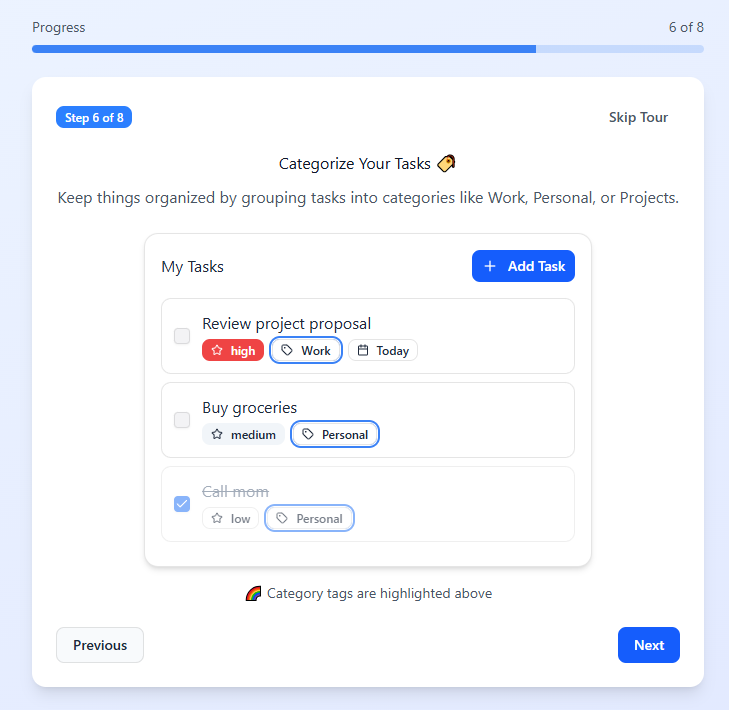 Progress 6 of 8
Step 6 of 8 Skip Tour
Categorize Your Tasks 🏷️
Keep things organized by grouping tasks into categories like Work, Personal, or Projects.
My Tasks + Add Task
Review project proposal
high Work Today
Buy groceries
medium Personal
Call mom
low Personal
🌈 Category tags are highlighted above
Previous Next